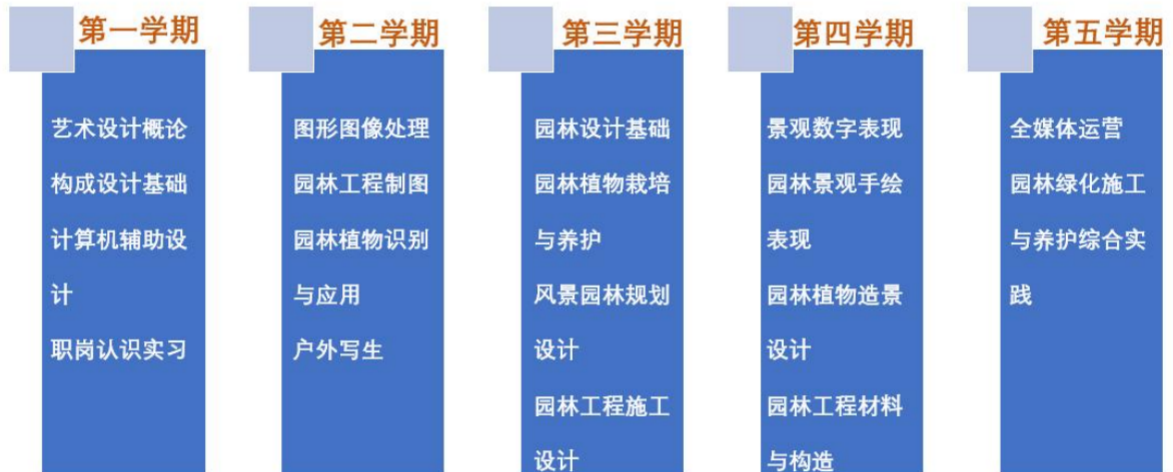 第一学期
艺术设计概论
构成设计基础
计算机辅助设
计
职岗认识实习
第二学期
图形图像处理
园林工程制图
园林植物识别
与应用
户外写生
第三学期
园林设计基础
园林植物栽培
与养护
风景园林规划
设计
园林工程施工
设计
第四学期
景观数字表现
园林景观手绘
表现
园林植物造景
设计
园林工程材料
与构造
第五学期
全媒体运营
园林绿化施工
与养护综合实
践